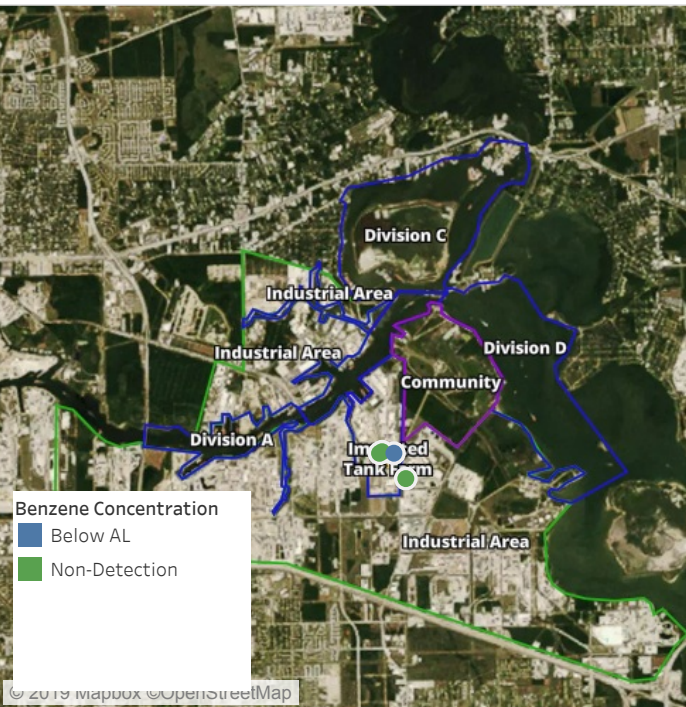 Division C
Industrial Area
Division D
Industrial Area
Community
Division A
Tank Farm
Industrial Area
Benzene Concentration
Below AL
Non-Detection
© 2019 Mapbox ©OpenStreetMap